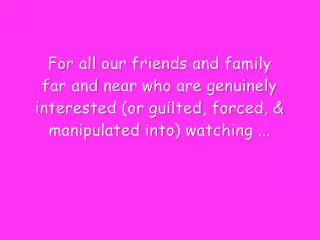 For all our friends and family
far and near who are genuinely
interested (or guilted, forced, &
manipulated into) watching ...